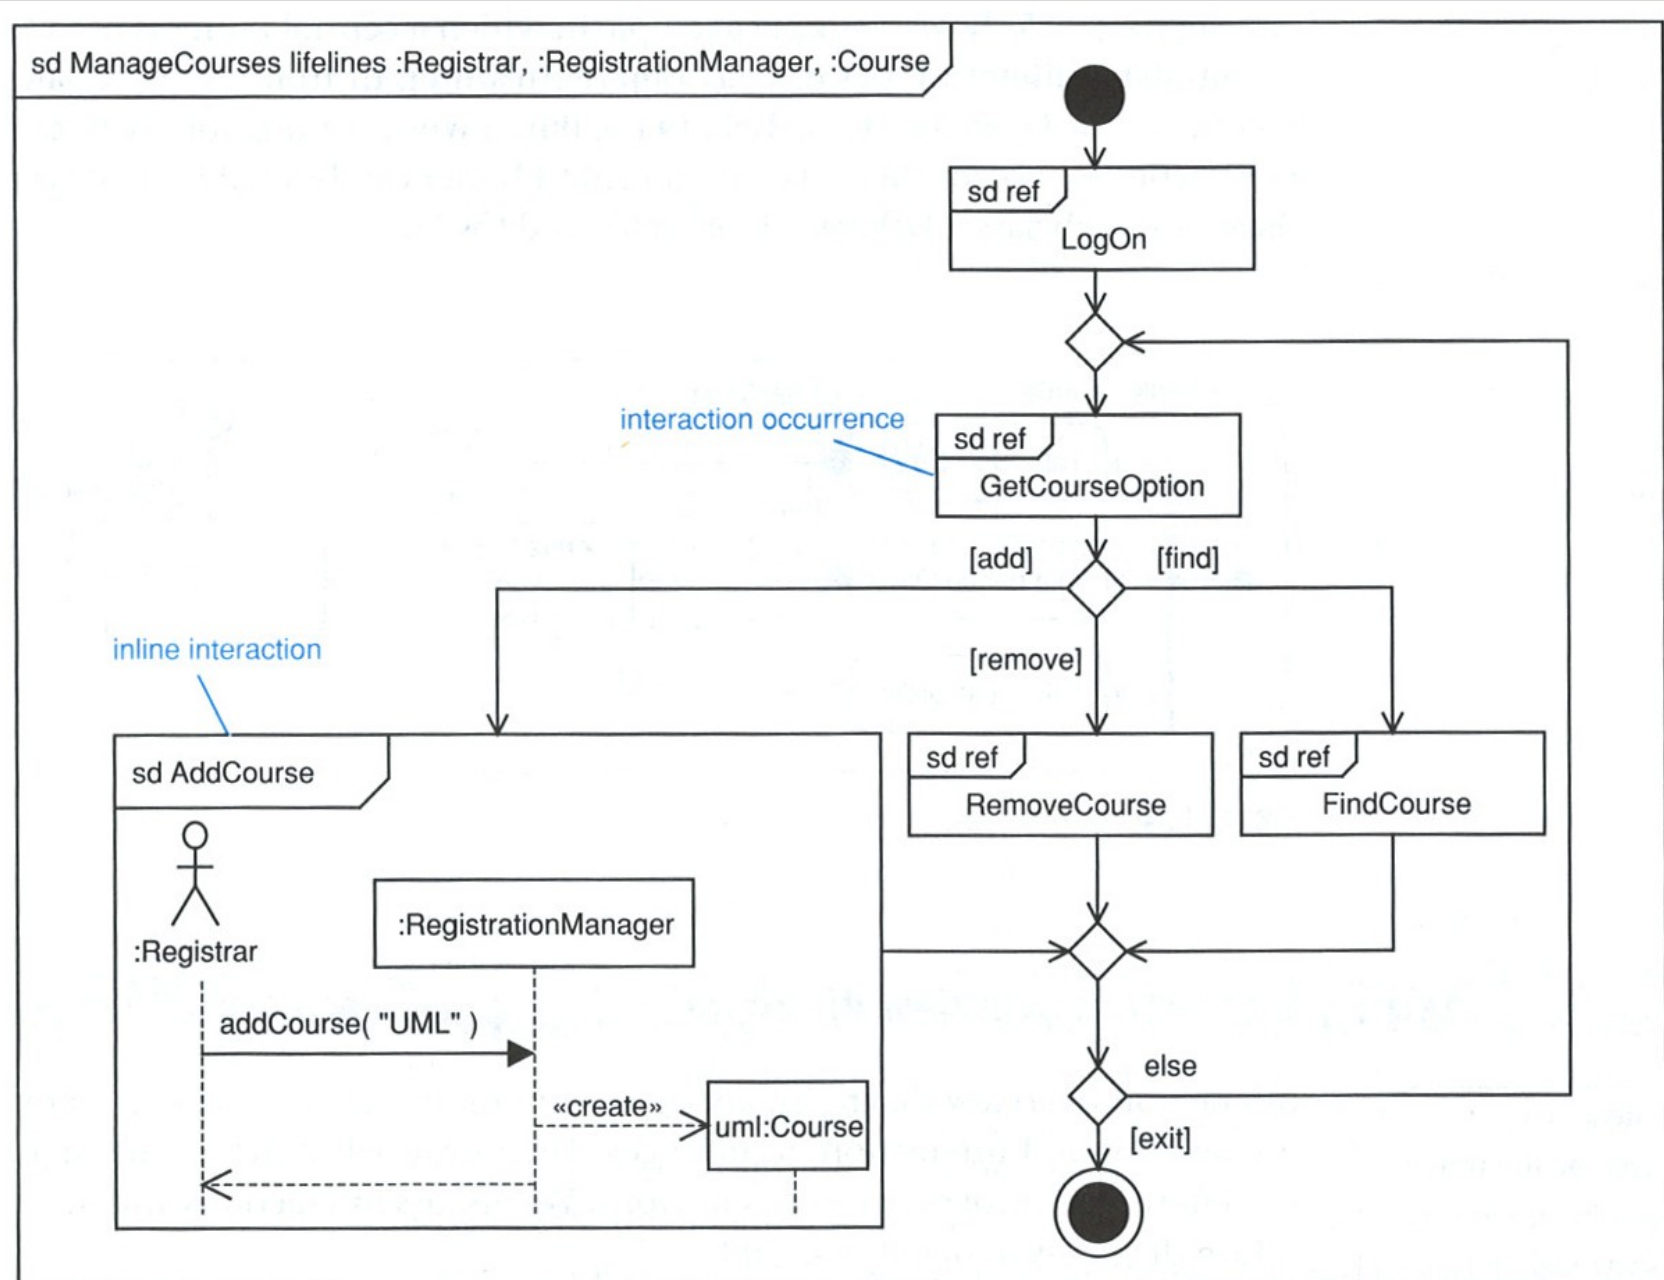 sd ManageCourses lifelines :Registrar, :RegistrationManager, :Course
sd ref
LogOn
interaction occurrence
sd ref
GetCourseOption
[add]
[find]
inline interaction
[remove]
sd AddCourse
sd ref
RemoveCourse
sd ref
FindCourse
:RegistrationManager
:Registrar
addCourse( "UML" )
else
«create»
uml:Course
[exit]